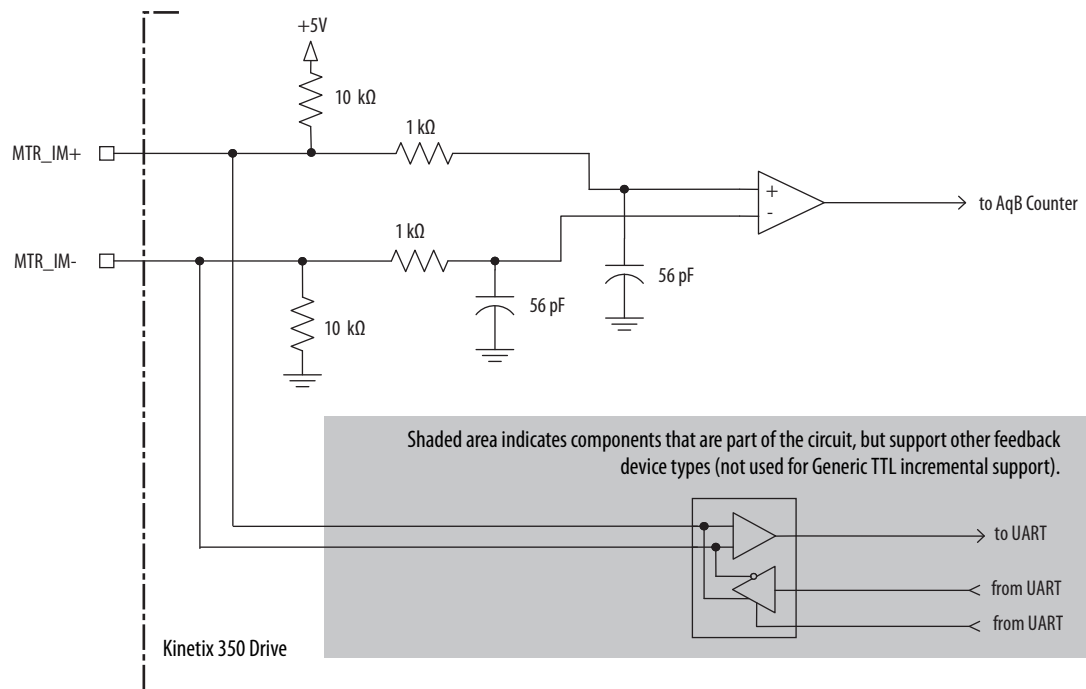 +5V
10 kΩ
1 kΩ
MTR_IM+
+
-
to AqB Counter
1 kΩ
MTR_IM-
56 pF
56 pF
10 kΩ
Shaded area indicates components that are part of the circuit, but support other feedback
device types (not used for Generic TTL incremental support).
to UART
from UART
from UART
Kinetix 350 Drive